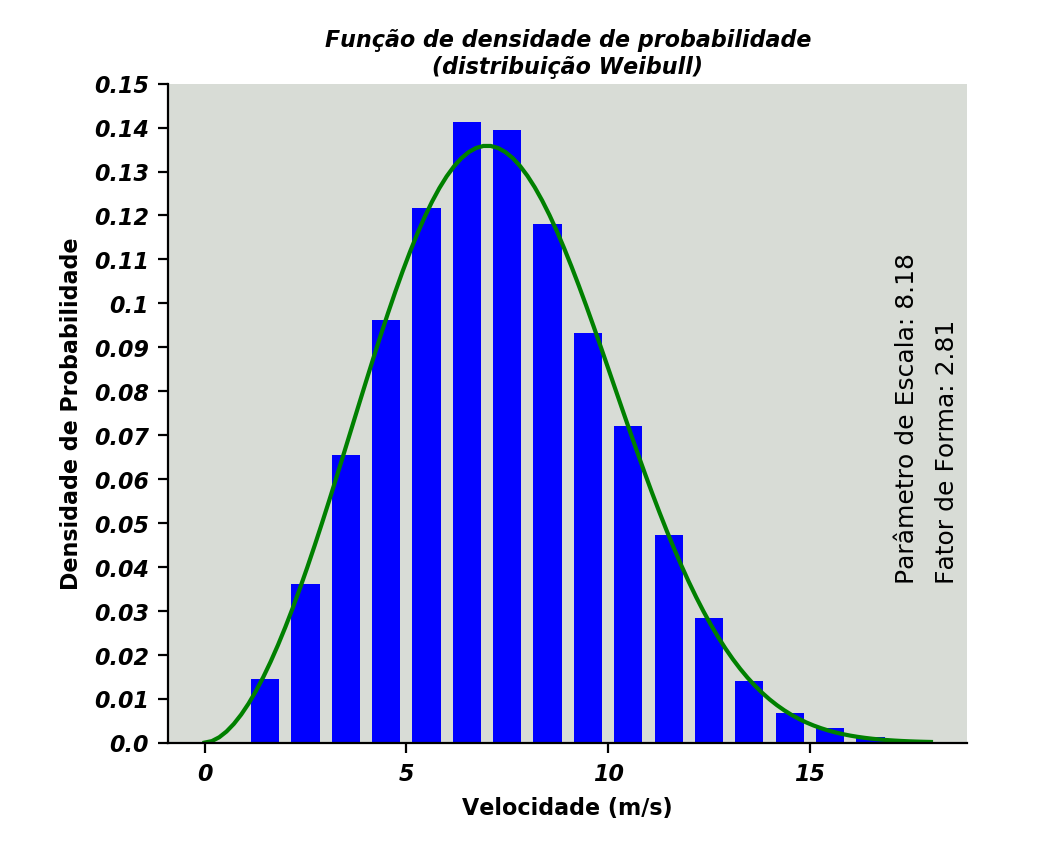 Função de densidade de probabilidade
(distribuição Weibull)
Densidade de Probabilidade
0.15
0.14
0.13
0.12
0.11
0.1
0.09
0.08
0.07
0.06
0.05
0.04
0.03
0.02
0.01
0.0
Parâmetro de Escala: 8.18
Fator de Forma: 2.81
0 5 10 15
Velocidade (m/s)